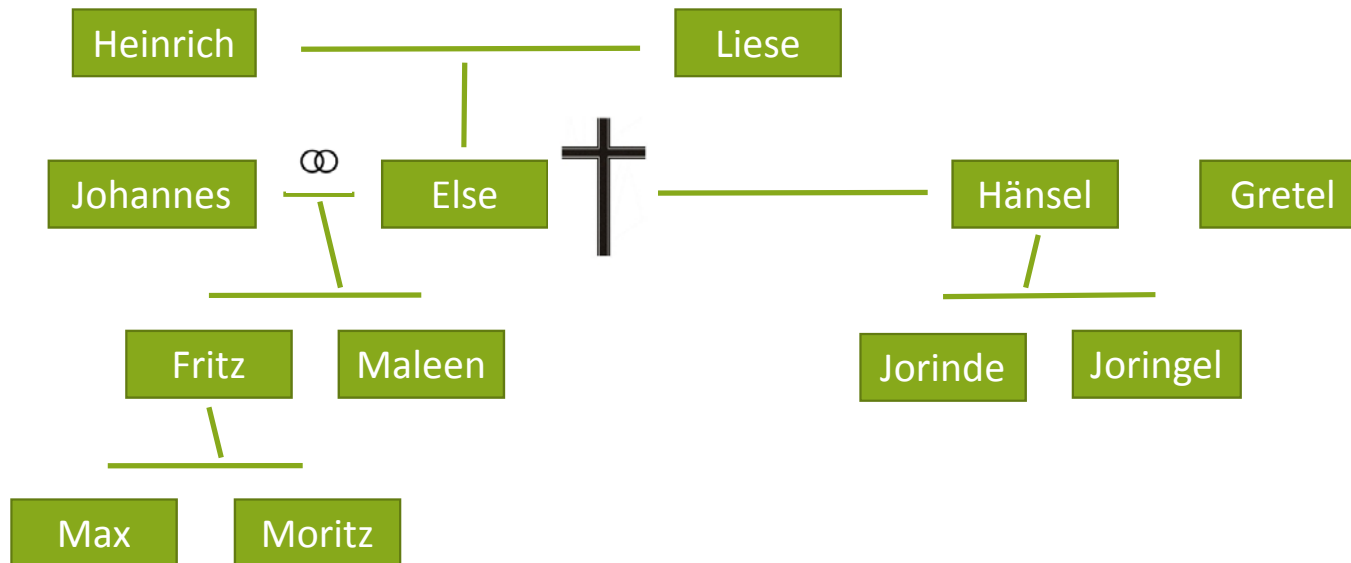 Heinrich
Liese
Johannes
Else
Hänsel
Gretel
Fritz
Maleen
Jorinde
Joringel
Max
Moritz